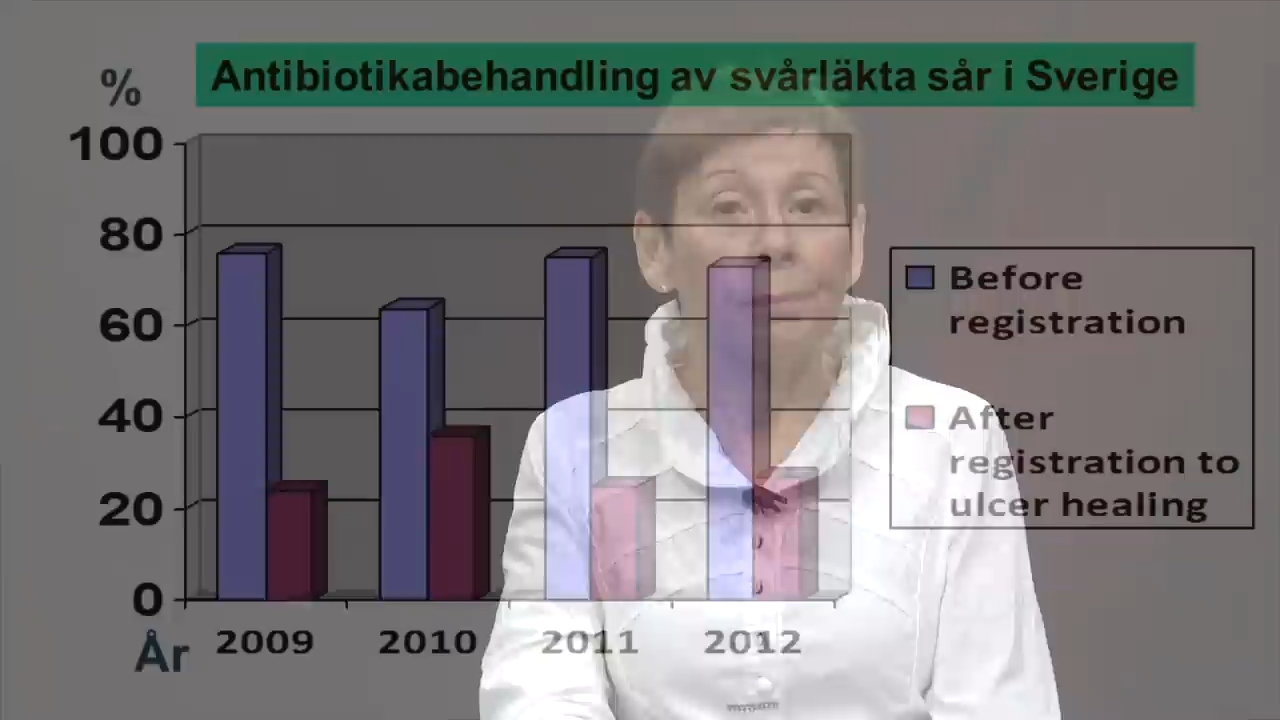 Antibiotikabehandling av svårläkta sår i Sverige
%
100
80
60
40
20
0
År
2009
2010
2011
2012
Before
registration
After
registration to
ulcer healing